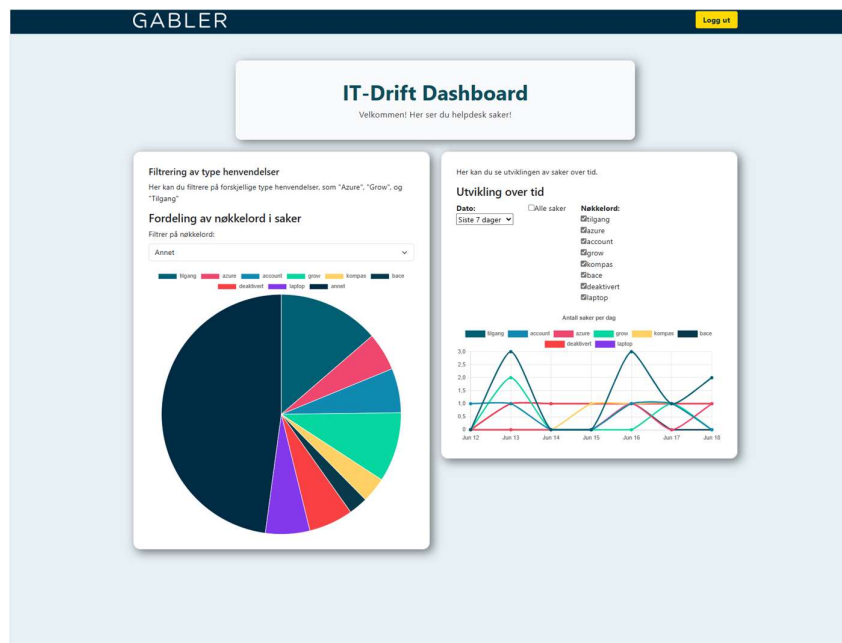 GABLER
Logg ut
IT-Drift Dashboard
Velkommen! Her ser du helpdesk saker!
Filtrering av type henvendelser
Her kan du filtrere på forskjellige type henvendelser, som "Azure", "Grow", og
"Tilgang"
Fordeling av nøkkelord i saker
Filtrer på nøkkelord:
Annet
tilgang azure account grow kompas bace
deaktivert laptop annet
Her kan du se utviklingen av saker over tid.
Utvikling over tid
Dato: Alle saker Nøkkelord:
Siste 7 dager tilgang
azure
account
grow
kompas
bace
deaktivert
laptop
Antall saker per dag
tilgang account azure grow kompas bace
deaktivert laptop
3,0
2,5
2,0
1,5
1,0
0,5
0
Jun 12 Jun 13 Jun 14 Jun 15 Jun 16 Jun 17 Jun 18